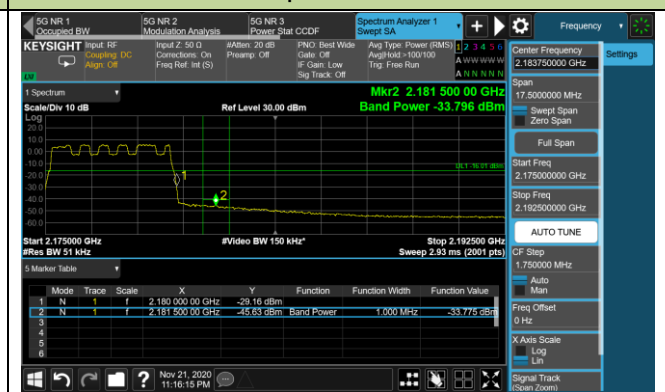 5G NR 1
Occupied BW
5G NR 2
Modulation Analysis
5G NR 3
Power Stat CCDF
Spectrum Analyzer 1
Swept SA
Frequency
KEYSIGHT
Input: RF
Coupling: DC
Align: Off
Input Z: 50 Ω
Corrections: On
Freq Ref: Int (S)
#Atten: 20 dB
Preamp: Off
PNO: Best Wide
Gate: Off
IF Gain: Low
Sig Track: Off
Avg Type: Power (RMS)
Avg|Hold:>100/100
Trig: Free Run
1 2 3 4 5 6
A W W W W W
A N N N N N
1 Spectrum
Scale/Div 10 dB
Ref Level 30.00 dBm
Mkr2 2.181 500 00 GHz
Band Power -33.796 dBm
Log
20.0
10.0
0.00
-10.0
-20.0
-30.0
-40.0
-50.0
-60.0
DL1 -16.01 dBm
1
2
Start 2.175000 GHz
#Res BW 51 kHz
#Video BW 150 kHz*
Stop 2.192500 GHz
Sweep 2.93 ms (2001 pts)
5 Marker Table
Mode Trace Scale X Y Function Function Width Function Value
1 N 1 f 2.180 000 00 GHz -29.16 dBm
2 N 1 f 2.181 500 00 GHz -45.63 dBm Band Power 1.000 MHz -33.775 dBm
3
4
5
6
Nov 21, 2020
11:16:15 PM
Center Frequency
2.183750000 GHz
Settings
Span
17.5000000 MHz
Swept Span
Zero Span
Full Span
Start Freq
2.175000000 GHz
Stop Freq
2.192500000 GHz
AUTO TUNE
CF Step
1.750000 MHz
Auto
Man
Freq Offset
0 Hz
X Axis Scale
Log
Lin
Signal Track
(Span Zoom)